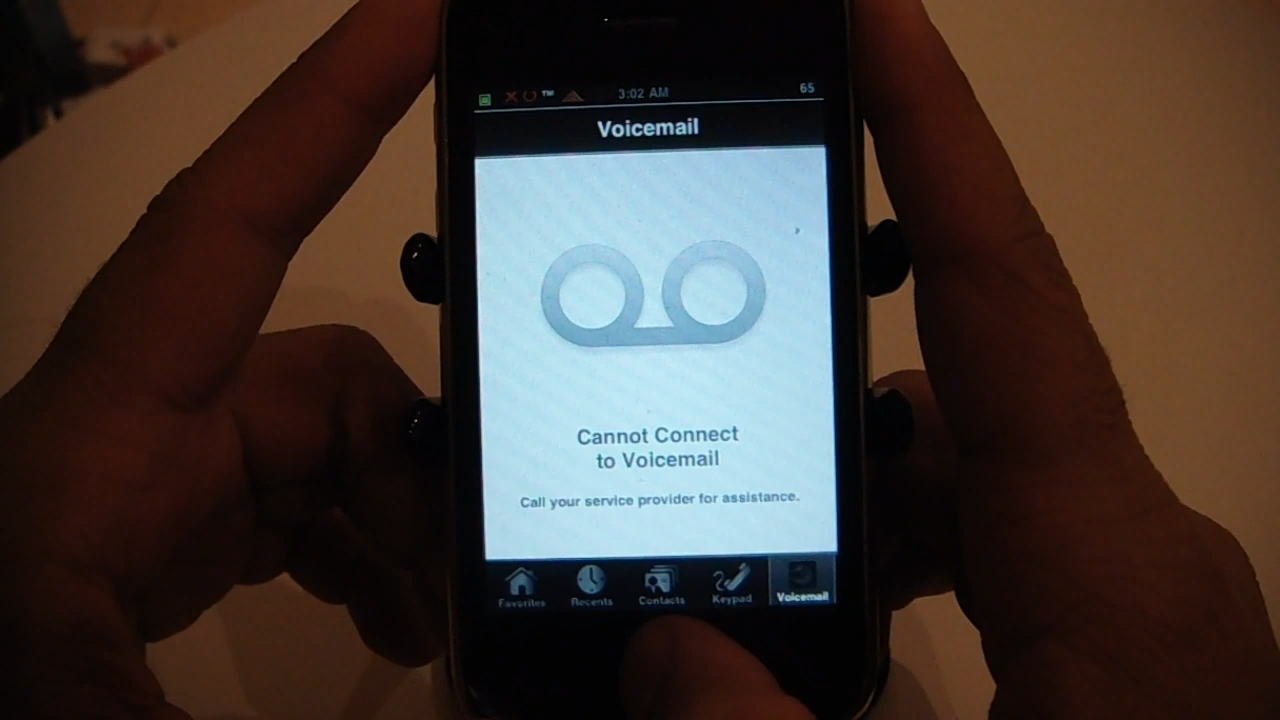 ™ 3:02 AM 65
Voicemail
Cannot Connect
to Voicemail
Call your service provider for assistance.
Favorites Recents Contacts Keypad Voicemail